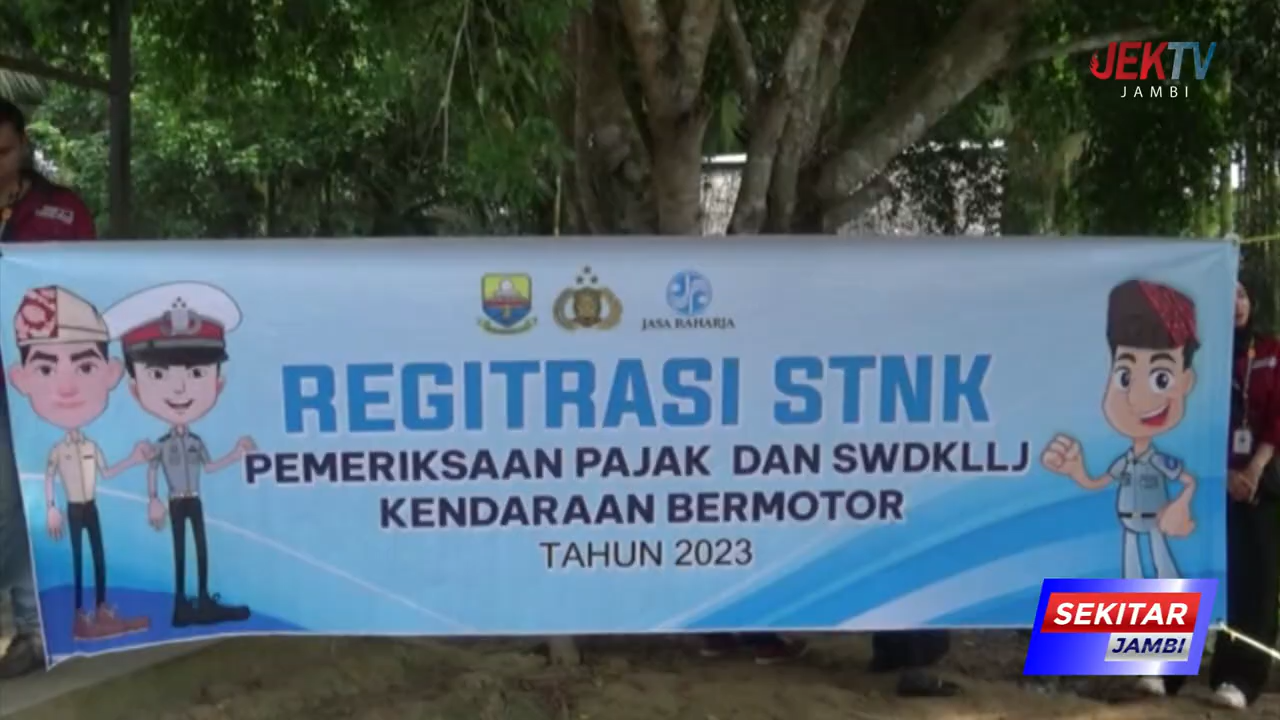 JEKTV
JAMBI
JASA RAHARJA
REGITRASI STNK
PEMERIKSAAN PAJAK DAN SWDKLLJ
KENDARAAN BERMOTOR
TAHUN 2023
SEKITAR
JAMBI